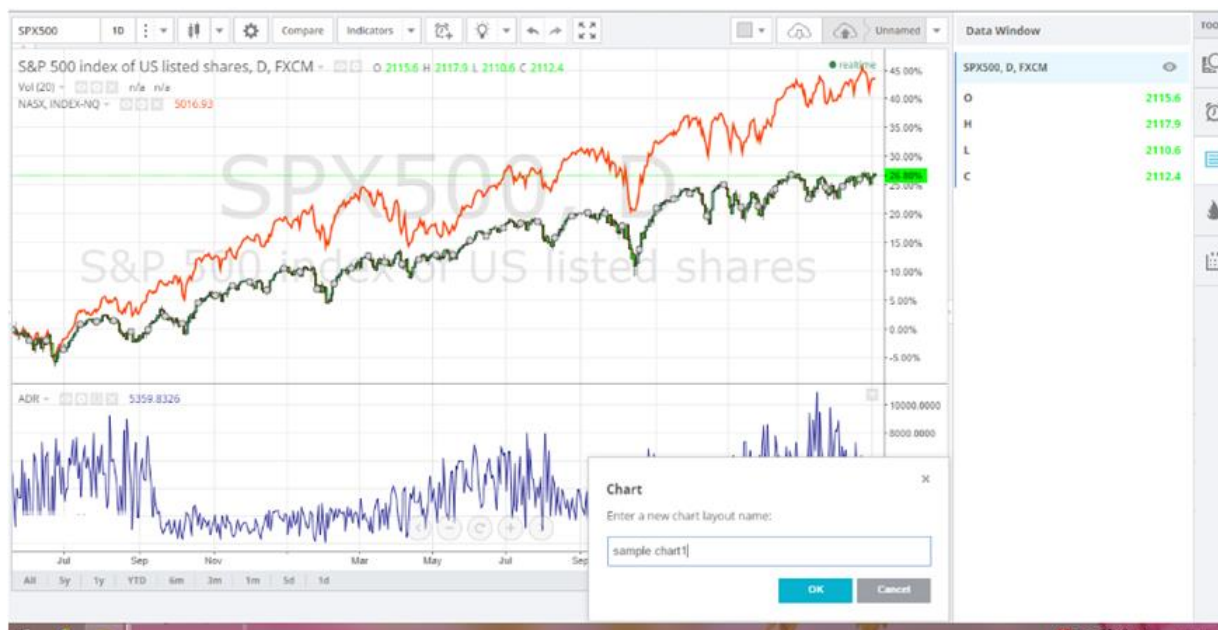 SPX500 1D Compare Indicators Unnamed
Data Window
S&P 500 index of US listed shares, D, FXCM O 2115.6 H 2117.9 L 2110.6 C 2112.4
realtime
Vol (20) n/a n/a
NASX, INDEX-NQ 5016.93
SPX500, D
S&P 500 index of US listed shares
45.00%
40.00%
35.00%
30.00%
26.80%
25.00%
20.00%
15.00%
10.00%
5.00%
0.00%
-5.00%
SPX500, D, FXCM
O 2115.6
H 2117.9
L 2110.6
C 2112.4
ADR 5359.8326
10000.0000
8000.0000
Jul Sep Nov Mar May Jul Sep
All 5y 1y YTD 6m 3m 1m 5d 1d
Chart
Enter a new chart layout name:
sample chart1
OK Cancel